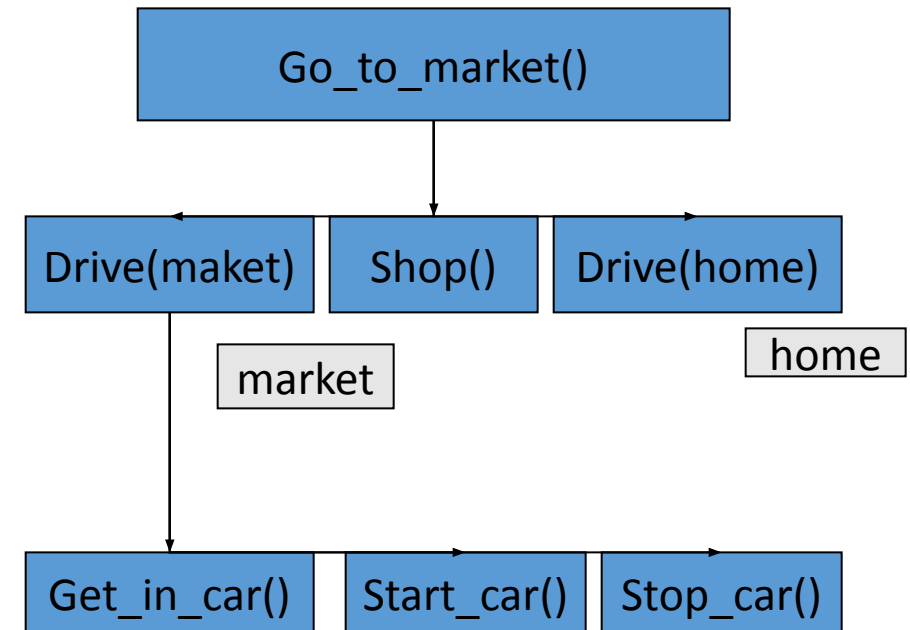 Go_to_market()
Drive(maket)
Shop()
Drive(home)
market
home
Get_in_car()
Start_car()
Stop_car()